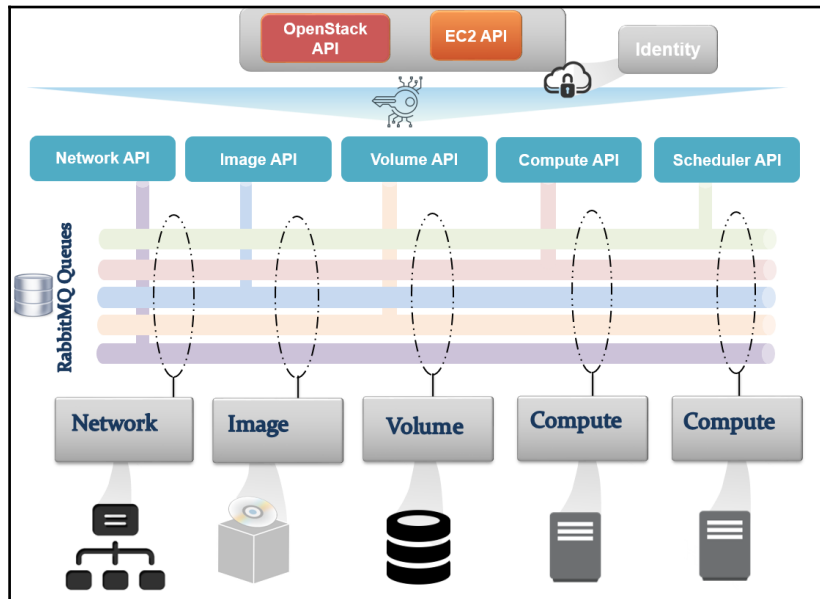 OpenStack
API
EC2 API
Identity
Network API
Image API
Volume API
Compute API
Scheduler API
RabbitMQ Queues
Network
Image
Volume
Compute
Compute